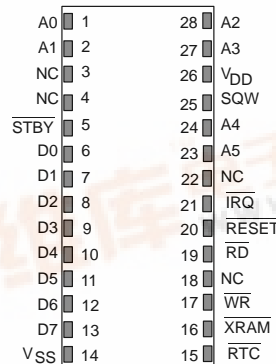 A0 1 28 A2
A1 2 27 A3
NC 3 26 VDD
NC 4 25 SQW
STBY 5 24 A4
D0 6 23 A5
D1 7 22 NC
D2 8 21 IRQ
D3 9 20 RESET
D4 10 19 RD
D5 11 18 NC
D6 12 17 WR
D7 13 16 XRAM
VSS 14 15 RTC